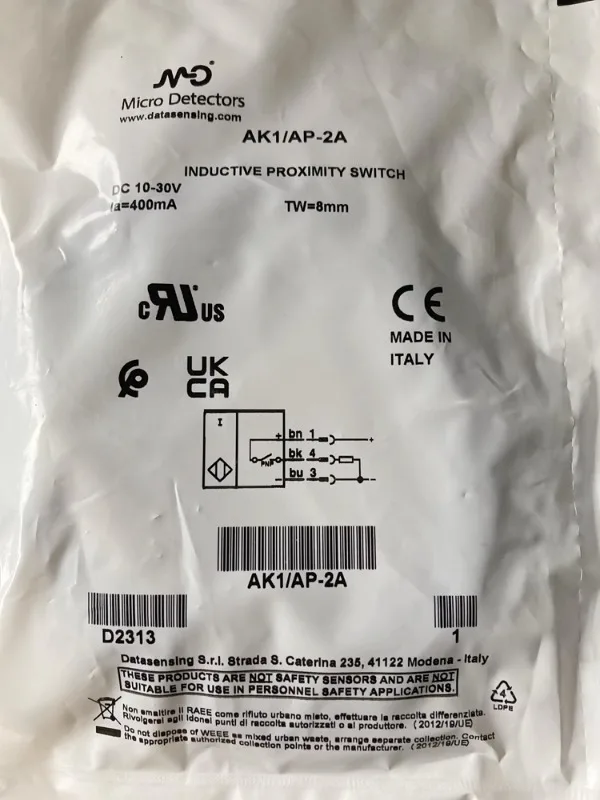 MD
Micro Detectors
www.datasensing.com
AK1/AP-2A
INDUCTIVE PROXIMITY SWITCH
DC 10-30V
Ia=400mA TW=8mm
cRUus
CE
MADE IN
ITALY
UK
CA
I
+ bn 1 +
PNP bk 4
- bu 3 -
AK1/AP-2A
D2313 1
Datasensing S.r.l. Strada S. Caterina 235, 41122 Modena - Italy
THESE PRODUCTS ARE NOT SAFETY SENSORS AND ARE NOT
SUITABLE FOR USE IN PERSONNEL SAFETY APPLICATIONS.
4
LDPE
Non smaltire il RAEE come rifiuto urbano misto, effettuare la raccolta differenziata.
Rivolgersi agli idonei punti di raccolta autorizzati o al produttore. (2012/19/UE)
Do not dispose of WEEE as mixed urban waste, arrange separate collection. Contact
the appropriate authorized collection points or the manufacturer. (2012/19/UE)